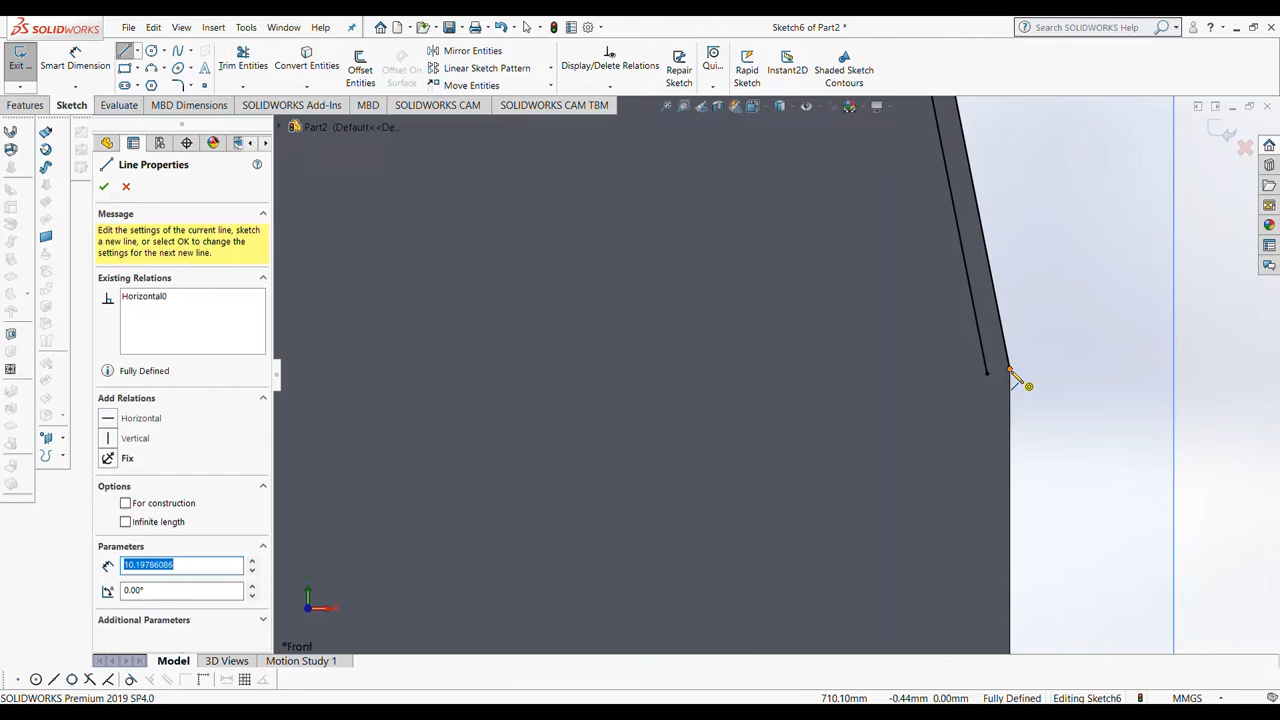 SOLIDWORKS
File Edit View Insert Tools Window
Sketch6 of Part2 *
Search SOLIDWORKS Help
Exit ...
Smart Dimension
Trim Entities
Convert Entities
Offset Entities
Offset On Surface
Mirror Entities
Linear Sketch Pattern
Move Entities
Display/Delete Relations
Repair Sketch
Qui...
Rapid Sketch
Instant2D
Shaded Sketch Contours
Features Sketch Evaluate MBD Dimensions SOLIDWORKS Add-Ins MBD SOLIDWORKS CAM SOLIDWORKS CAM TBM
Part2 (Default<<De...
Line Properties
Message
Edit the settings of the current line, sketch
a new line, or select OK to change the
settings for the next new line.
Existing Relations
Horizontal0
Fully Defined
Add Relations
Horizontal
Vertical
Fix
Options
For construction
Infinite length
Parameters
10.19786086
0.00°
Additional Parameters
*Front
Model 3D Views Motion Study 1
SOLIDWORKS Premium 2019 SP4.0
710.10mm -0.44mm 0.00mm Fully Defined Editing Sketch6 MMGS